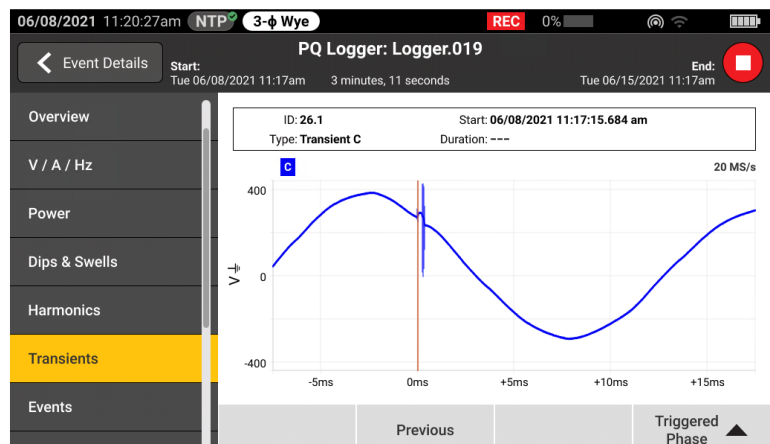 06/08/2021 11:20:27am NTP 3-ϕ Wye REC 0%
Event Details
PQ Logger: Logger.019
Start:
Tue 06/08/2021 11:17am 3 minutes, 11 seconds
End:
Tue 06/15/2021 11:17am
Overview
V / A / Hz
Power
Dips & Swells
Harmonics
Transients
Events
ID: 26.1 Start: 06/08/2021 11:17:15.684 am
Type: Transient C Duration: ---
C 20 MS/s
400
V ⏚
0
-400
-5ms 0ms +5ms +10ms +15ms
Previous
Triggered
Phase